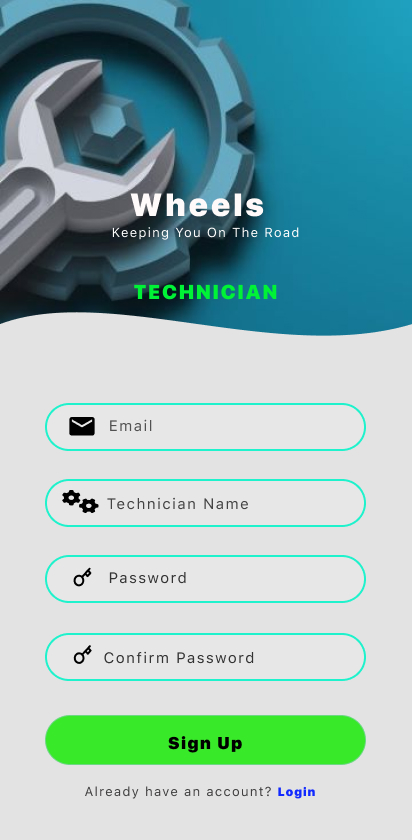 Wheels
Keeping You On The Road
TECHNICIAN
Email
Technician Name
Password
Confirm Password
Sign Up
Already have an account? Login